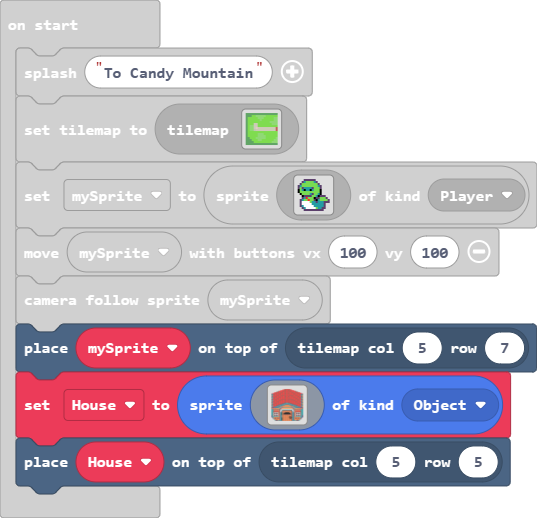 on start
splash "To Candy Mountain"
set tilemap to tilemap
set mySprite to sprite of kind Player
move mySprite with buttons vx 100 vy 100
camera follow sprite mySprite
place mySprite on top of tilemap col 5 row 7
set House to sprite of kind Object
place House on top of tilemap col 5 row 5